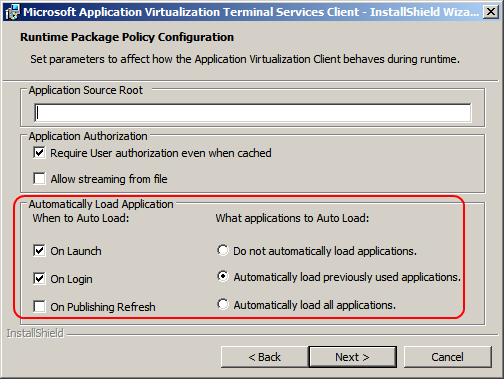 Microsoft Application Virtualization Terminal Services Client - InstallShield Wiza...
Runtime Package Policy Configuration
Set parameters to affect how the Application Virtualization Client behaves during runtime.
Application Source Root
Application Authorization
Require User authorization even when cached
Allow streaming from file
Automatically Load Application
When to Auto Load: What applications to Auto Load:
On Launch Do not automatically load applications.
On Login Automatically load previously used applications.
On Publishing Refresh Automatically load all applications.
InstallShield
< Back Next > Cancel